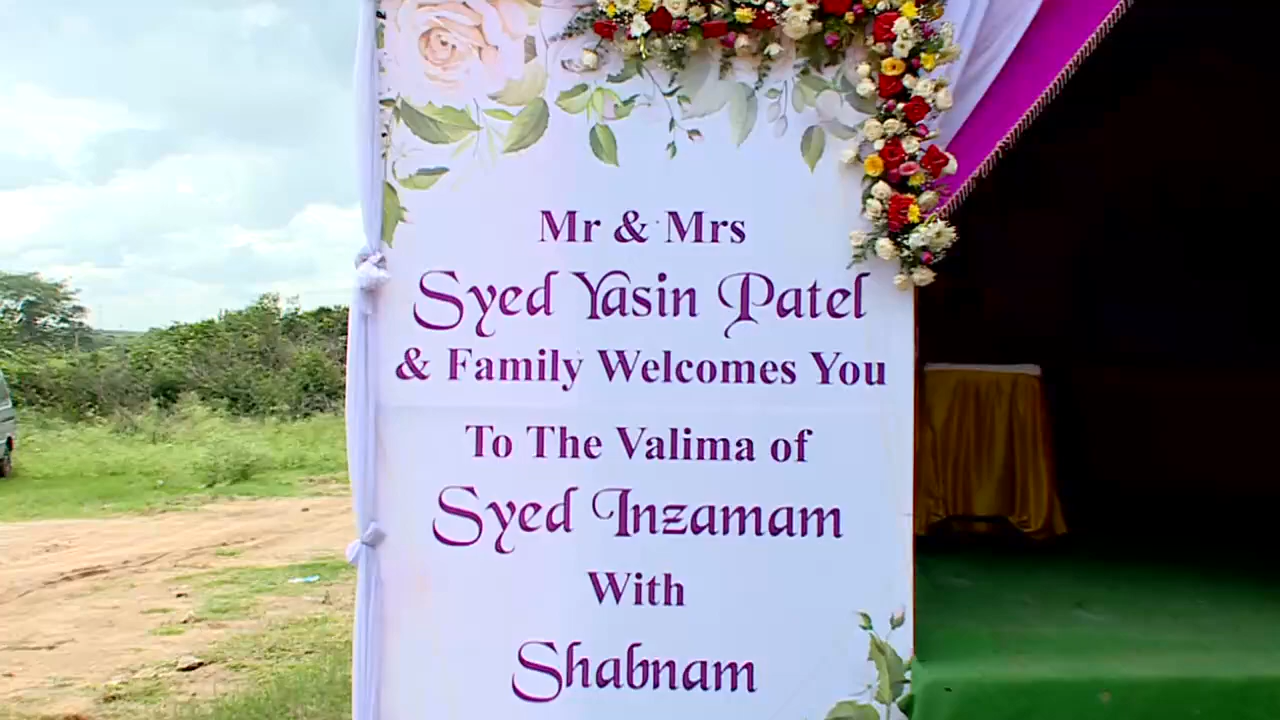 Mr & Mrs
Syed Yasin Patel
& Family Welcomes You
To The Valima of
Syed Inzamam
With
Shabnam